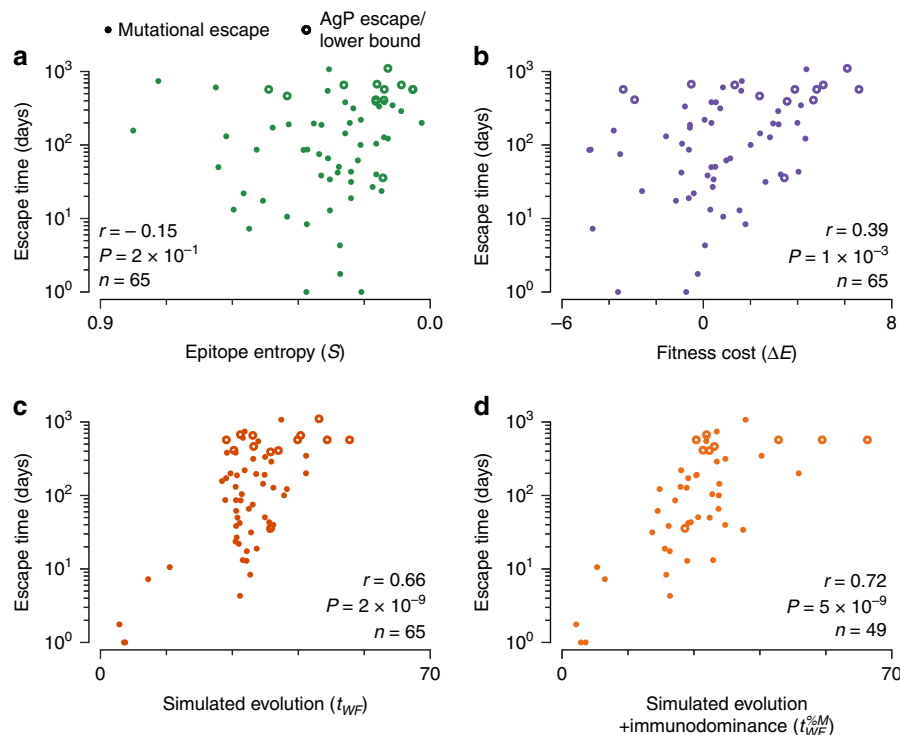 Mutational escape
AgP escape/
lower bound
a
10³
10²
10¹
10⁰
Escape time (days)
r = – 0.15
P = 2 × 10⁻¹
n = 65
0.9
0.0
Epitope entropy (S)
b
10³
10²
10¹
10⁰
Escape time (days)
r = 0.39
P = 1 × 10⁻³
n = 65
–6
0
8
Fitness cost (ΔE)
c
10³
10²
10¹
10⁰
Escape time (days)
r = 0.66
P = 2 × 10⁻⁹
n = 65
0
70
Simulated evolution (t_WF)
d
10³
10²
10¹
10⁰
Escape time (days)
r = 0.72
P = 5 × 10⁻⁹
n = 49
0
70
Simulated evolution
+immunodominance (t_WF^%M)